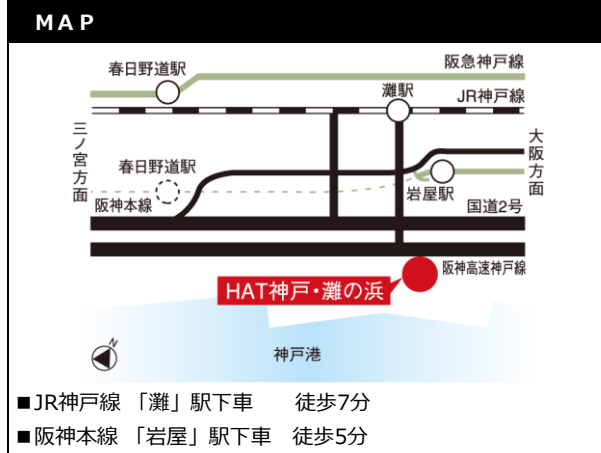 MAP
春日野道駅
阪急神戸線
灘駅
JR神戸線
三ノ宮方面
大阪方面
春日野道駅
岩屋駅
阪神本線
国道2号
阪神高速神戸線
HAT神戸・灘の浜
N
神戸港
■JR神戸線 「灘」駅下車　　徒歩7分
■阪神本線 「岩屋」駅下車　徒歩5分